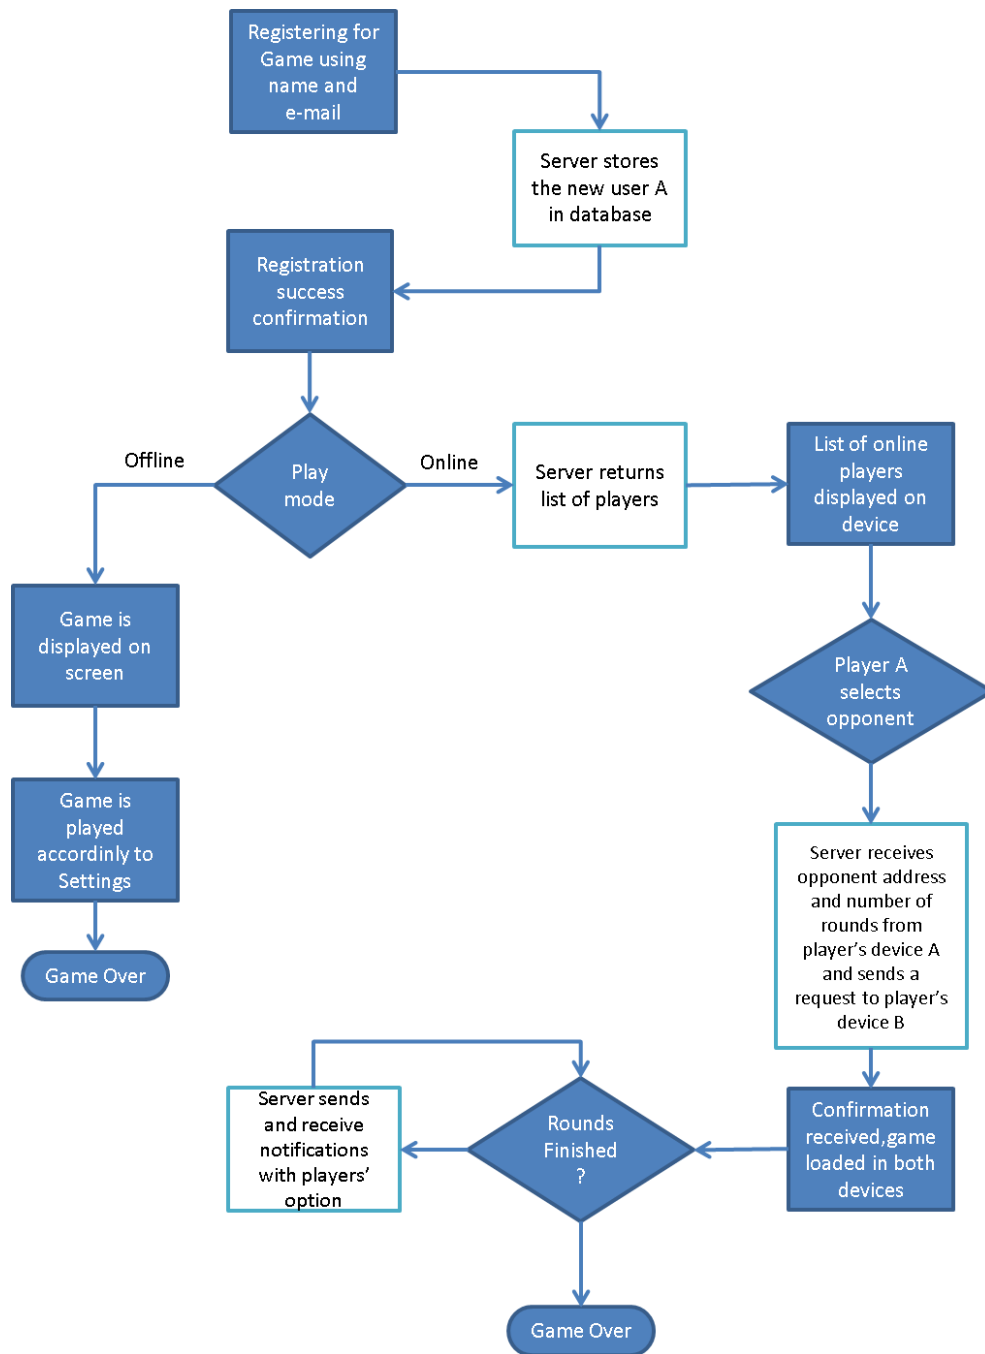 Registering for
Game using
name and
e-mail
Server stores
the new user A
in database
Registration
success
confirmation
Offline
Play
mode
Online
Server returns
list of players
List of online
players
displayed on
device
Game is
displayed on
screen
Player A
selects
opponent
Game is
played
accordinly to
Settings
Game Over
Server receives
opponent address
and number of
rounds from
player's device A
and sends a
request to player's
device B
Confirmation
received,game
loaded in both
devices
Rounds
Finished
?
Server sends
and receive
notifications
with players'
option
Game Over